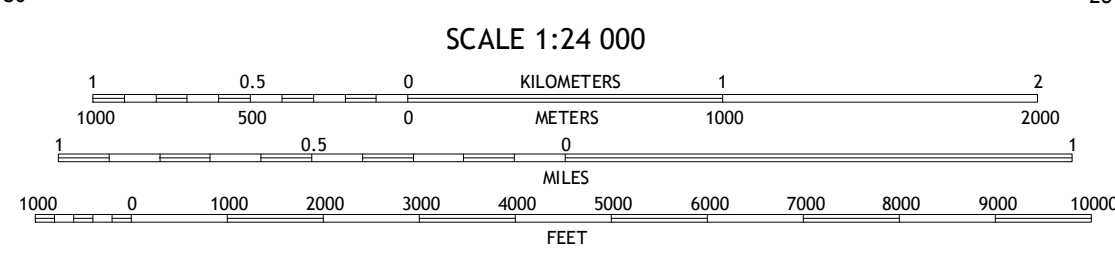 SCALE 1:24 000
1 0.5 0 KILOMETERS 1 2
1000 500 0 METERS 1000 2000
1 0.5 0 1
MILES
1000 0 1000 2000 3000 4000 5000 6000 7000 8000 9000 10000
FEET